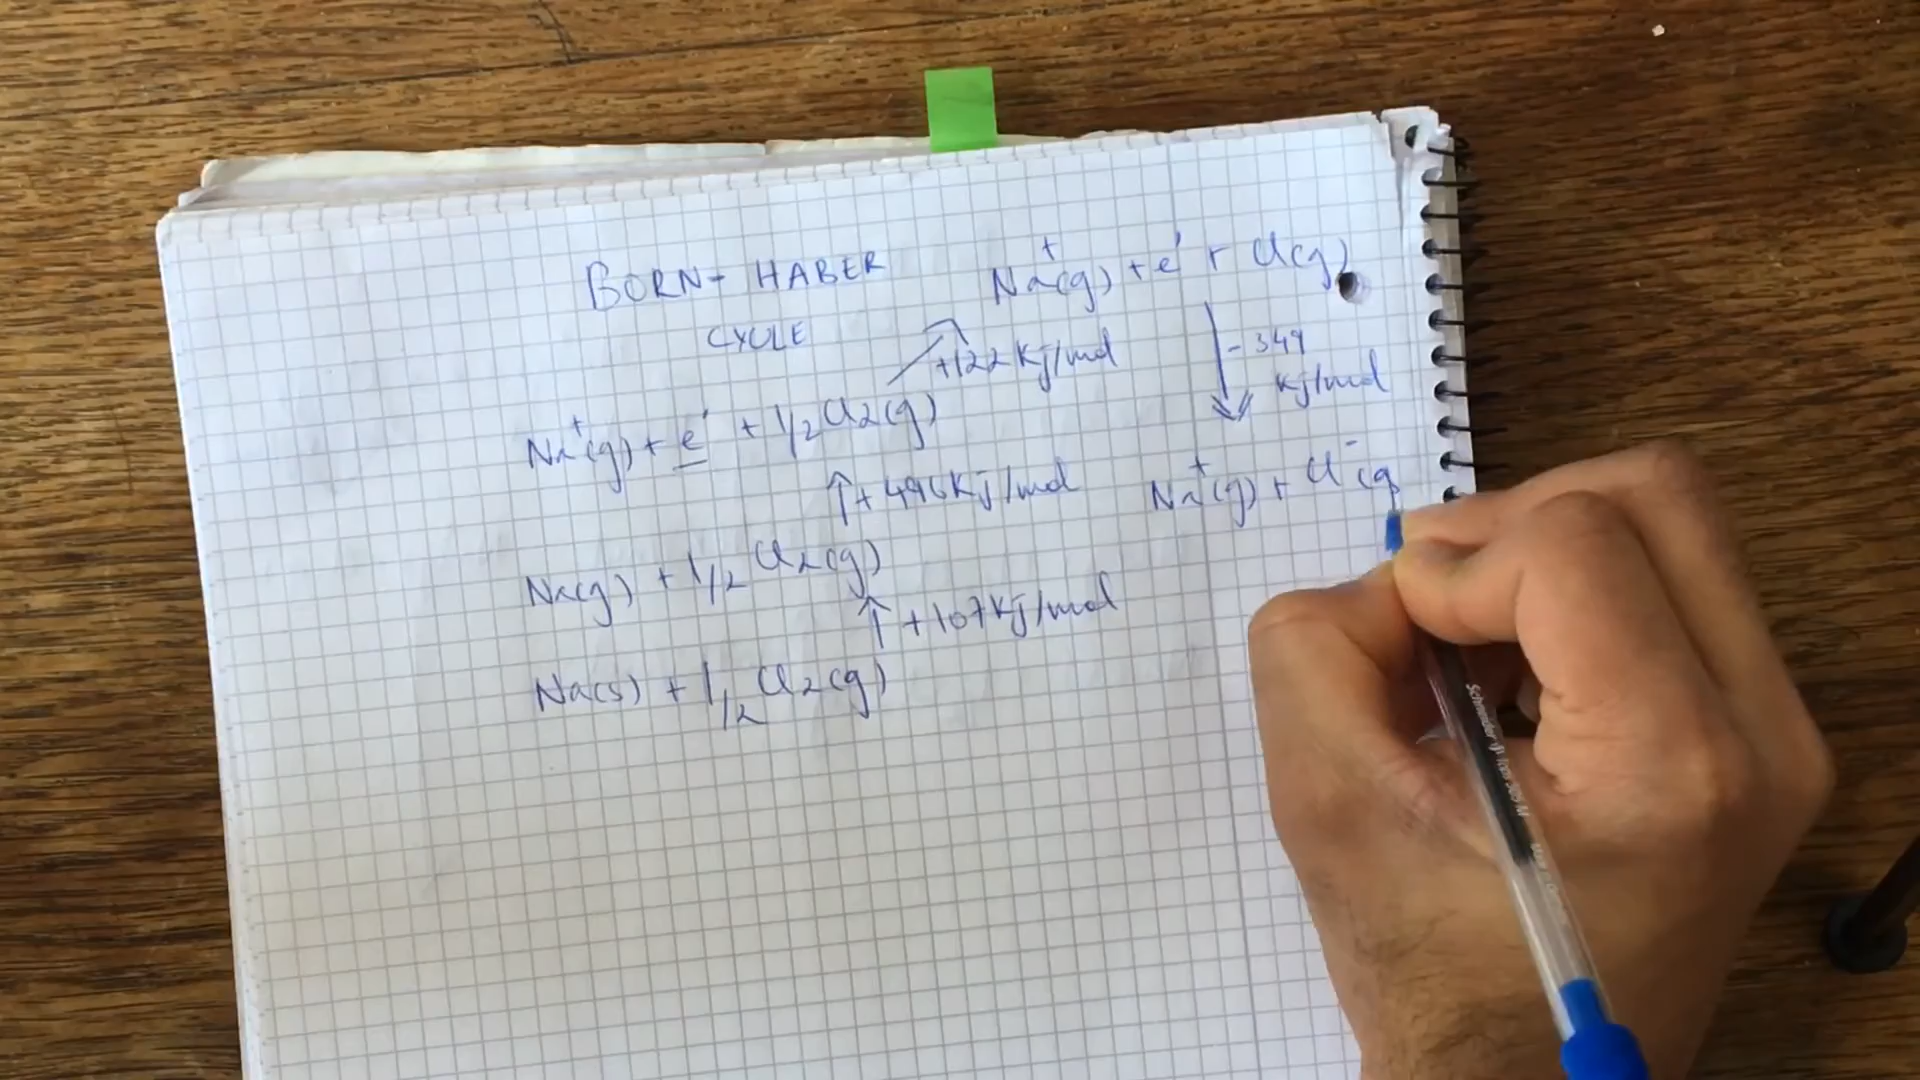 BORN- HABER
CYCLE
Na⁺(g) + e' + Cl(g)
+122 Kj/mol
- 349
Kj/mol
Na⁺(g) + e' + 1/2 Cl2(g)
+ 496 Kj/mol
Na⁺(g) + Cl⁻(g
Na(g) + 1/2 Cl2(g)
+107 Kj/mol
Na(s) + 1/2 Cl2(g)
Schneider